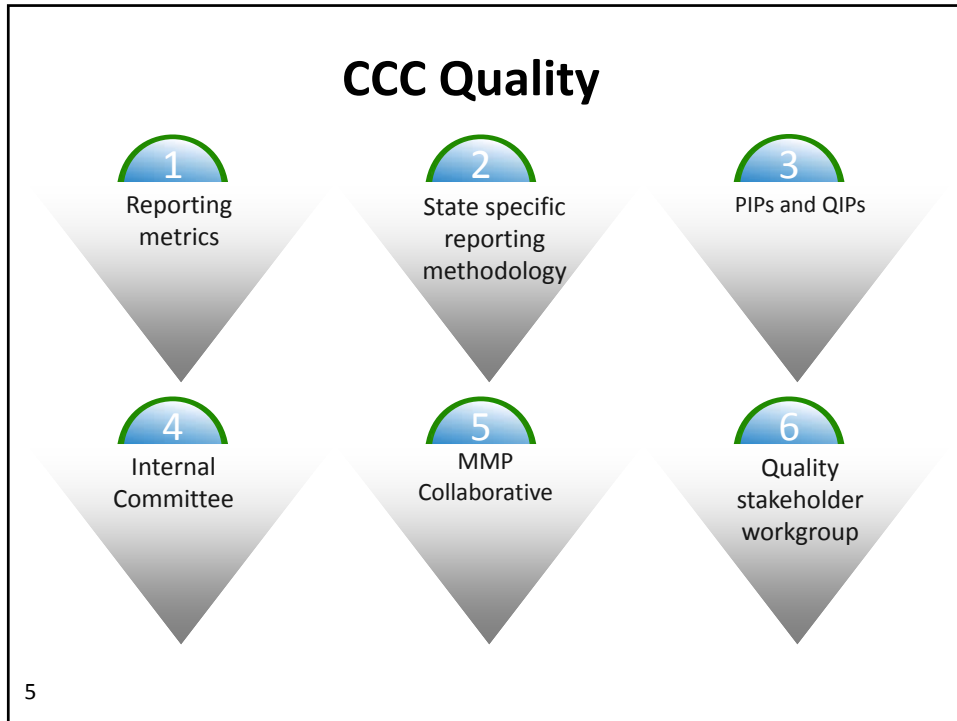 CCC Quality
1
Reporting
metrics
2
State specific
reporting
methodology
3
PIPs and QIPs
4
Internal
Committee
5
MMP
Collaborative
6
Quality
stakeholder
workgroup
5